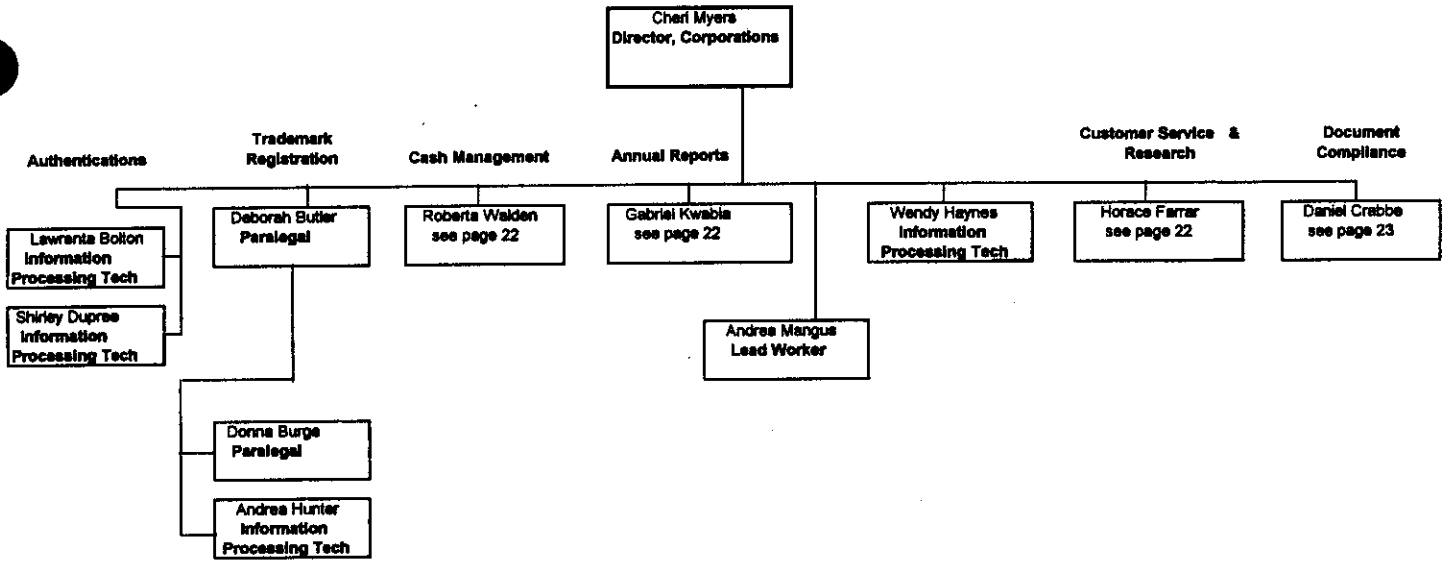 Cheri Myers
Director, Corporations
Authentications
Trademark
Registration
Cash Management
Annual Reports
Customer Service &
Research
Document
Compliance
Lawrenta Bolton
Information
Processing Tech
Shirley Dupree
Information
Processing Tech
Deborah Butler
Paralegal
Roberta Walden
see page 22
Gabriel Kwabia
see page 22
Wendy Haynes
Information
Processing Tech
Horace Farrar
see page 22
Daniel Crabbe
see page 23
Andrea Mangus
Lead Worker
Donna Burge
Paralegal
Andrea Hunter
Information
Processing Tech